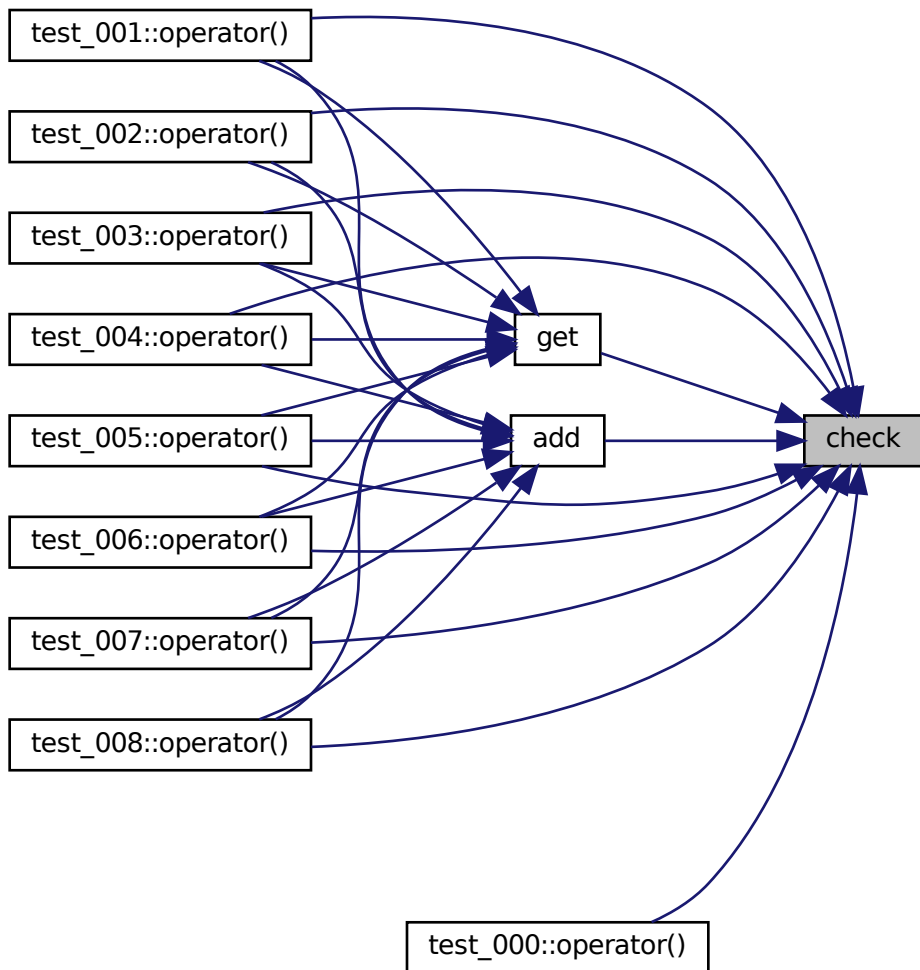 test_001::operator()
test_002::operator()
test_003::operator()
test_004::operator()
get
test_005::operator()
add
check
test_006::operator()
test_007::operator()
test_008::operator()
test_000::operator()